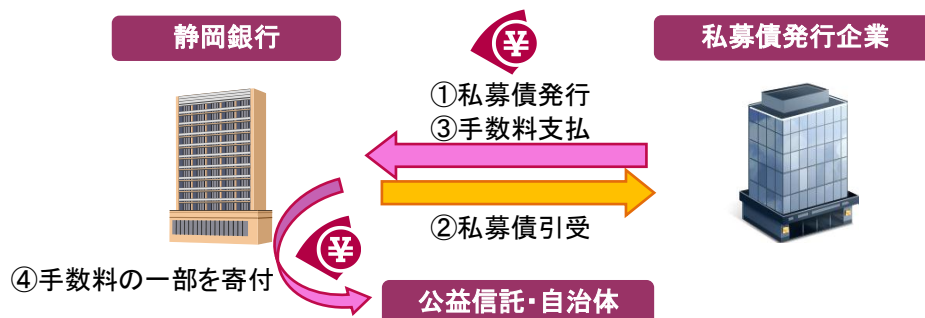 静岡銀行
¥
私募債発行企業
①私募債発行
③手数料支払
②私募債引受
¥
④手数料の一部を寄付
公益信託・自治体